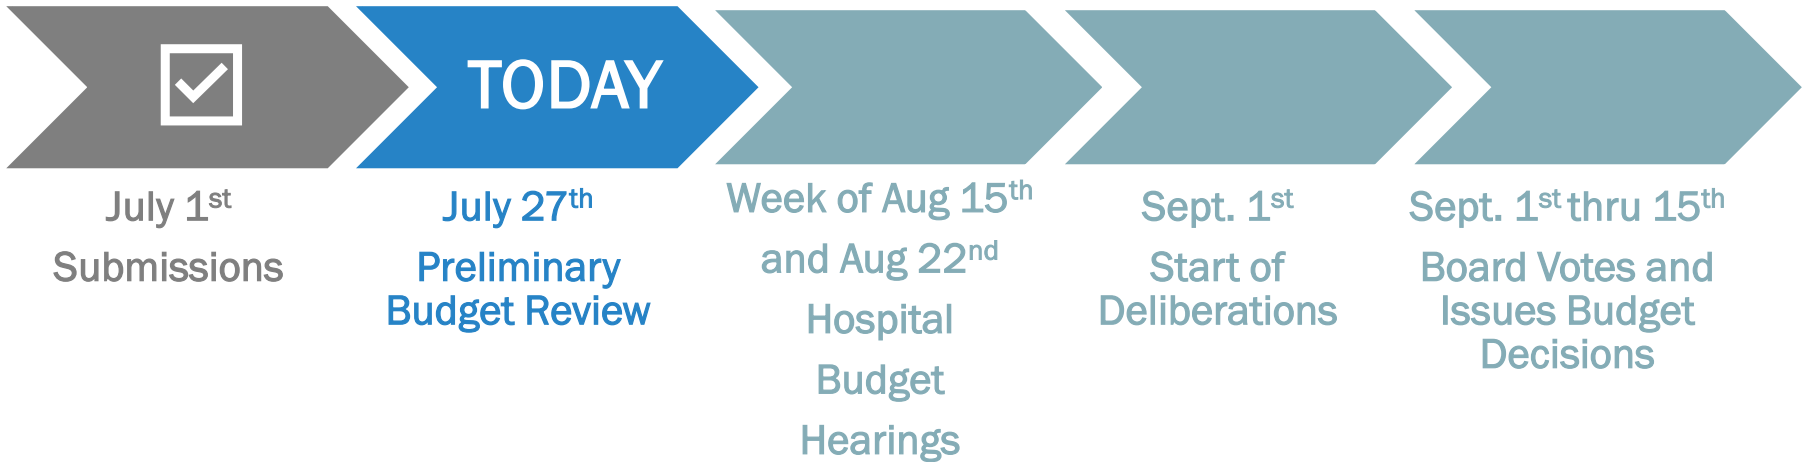 TODAY
July 1st
Submissions
July 27th
Preliminary
Budget Review
Week of Aug 15th
and Aug 22nd
Hospital
Budget
Hearings
Sept. 1st
Start of
Deliberations
Sept. 1st thru 15th
Board Votes and
Issues Budget
Decisions